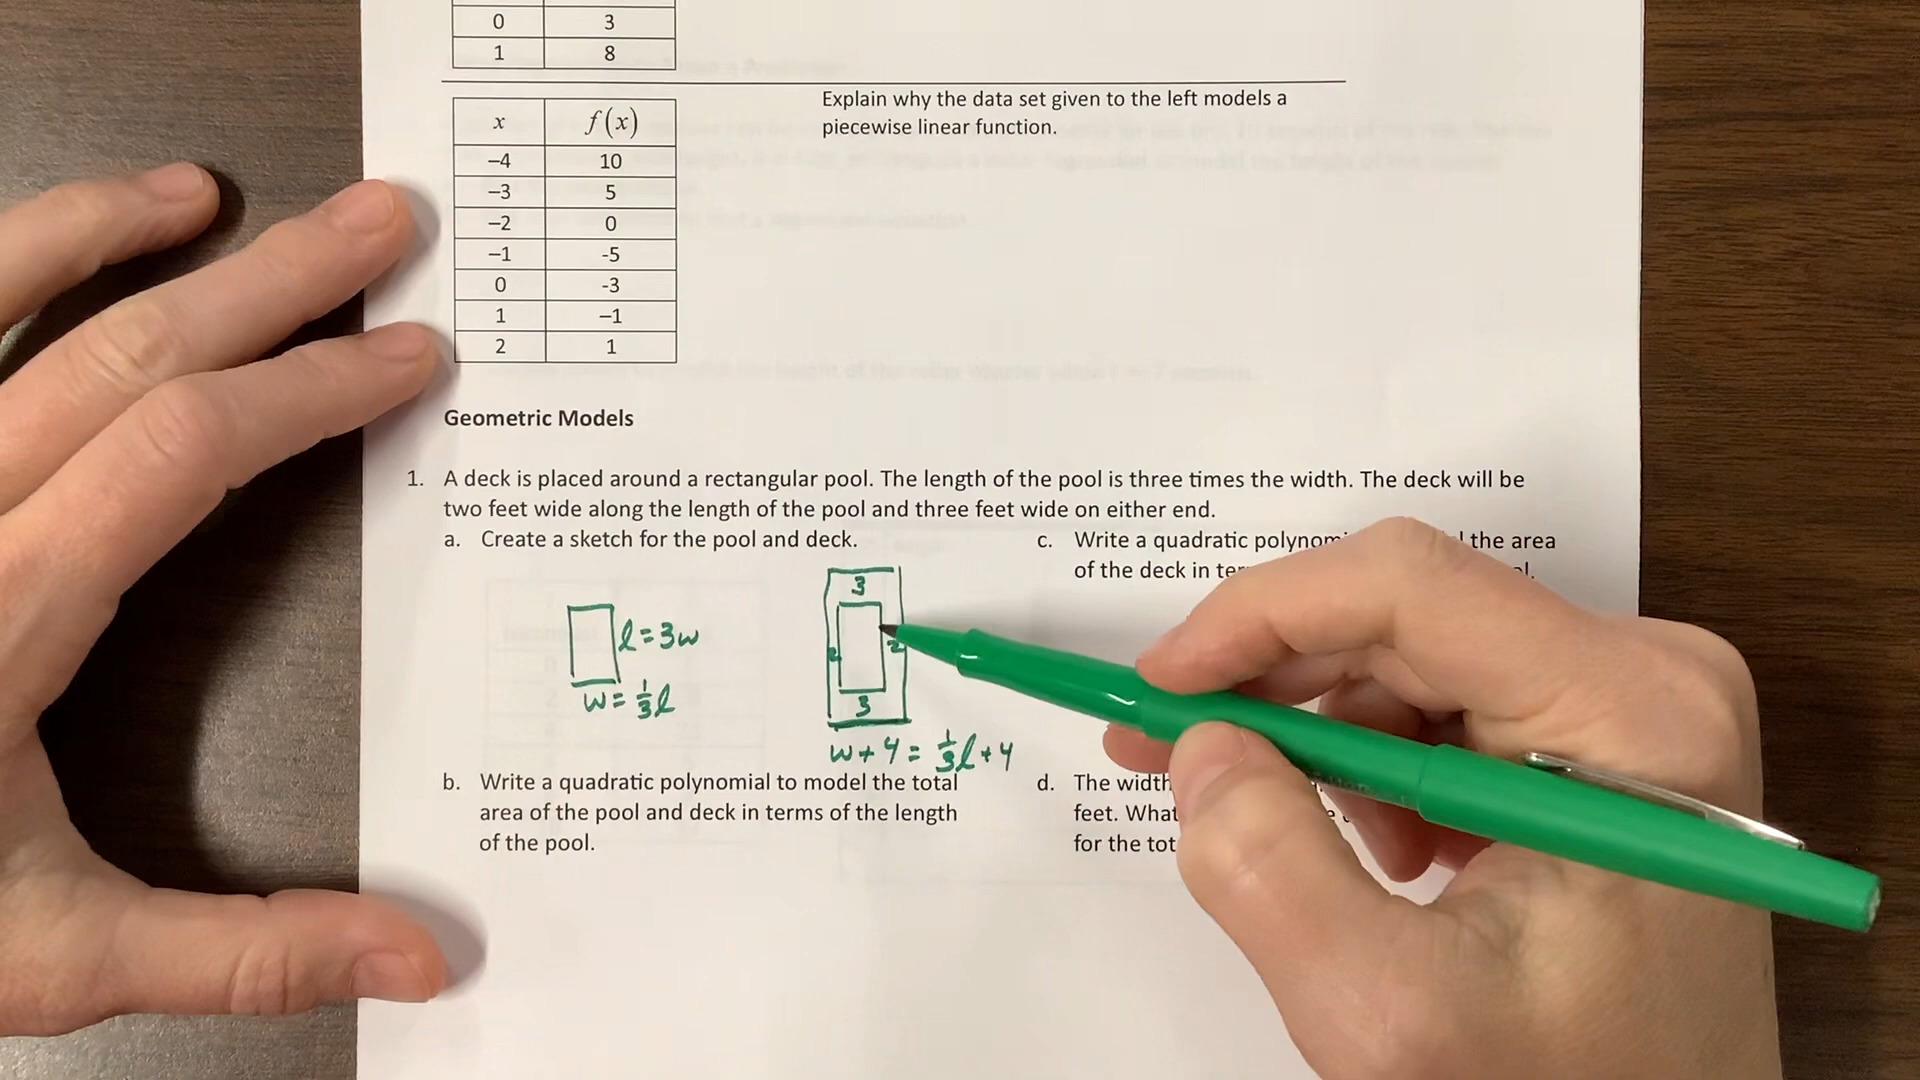 0 3
1 8
x f(x)
−4 10
−3 5
−2 0
−1 -5
0 -3
1 −1
2 1
Explain why the data set given to the left models a
piecewise linear function.
Geometric Models
1. A deck is placed around a rectangular pool. The length of the pool is three times the width. The deck will be
two feet wide along the length of the pool and three feet wide on either end.
a. Create a sketch for the pool and deck.
l = 3w
w = 1/3 l
3
2
2
3
w + 4 = 1/3 l + 4
b. Write a quadratic polynomial to model the total
area of the pool and deck in terms of the length
of the pool.
c. Write a quadratic the area
of the deck in
d. The width
feet. What
for the